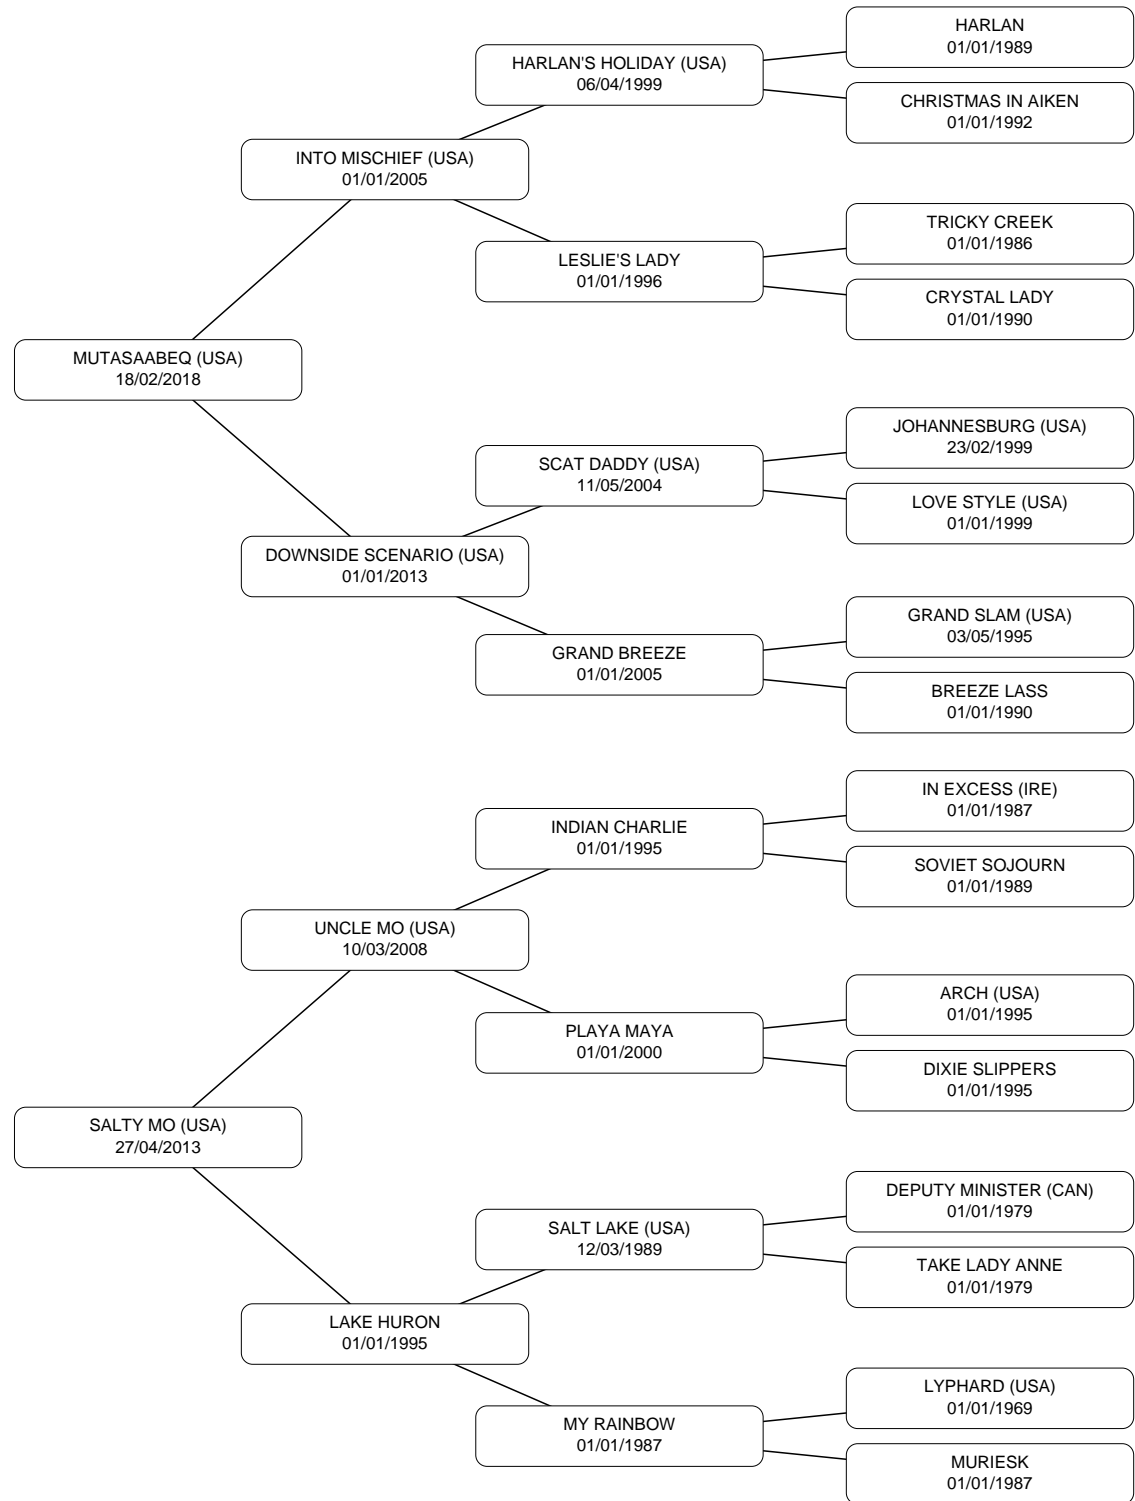 HARLAN
01/01/1989
HARLAN'S HOLIDAY (USA)
06/04/1999
CHRISTMAS IN AIKEN
01/01/1992
INTO MISCHIEF (USA)
01/01/2005
TRICKY CREEK
01/01/1986
LESLIE'S LADY
01/01/1996
CRYSTAL LADY
01/01/1990
MUTASAABEQ (USA)
18/02/2018
JOHANNESBURG (USA)
23/02/1999
SCAT DADDY (USA)
11/05/2004
LOVE STYLE (USA)
01/01/1999
DOWNSIDE SCENARIO (USA)
01/01/2013
GRAND SLAM (USA)
03/05/1995
GRAND BREEZE
01/01/2005
BREEZE LASS
01/01/1990
IN EXCESS (IRE)
01/01/1987
INDIAN CHARLIE
01/01/1995
SOVIET SOJOURN
01/01/1989
UNCLE MO (USA)
10/03/2008
ARCH (USA)
01/01/1995
PLAYA MAYA
01/01/2000
DIXIE SLIPPERS
01/01/1995
SALTY MO (USA)
27/04/2013
DEPUTY MINISTER (CAN)
01/01/1979
SALT LAKE (USA)
12/03/1989
TAKE LADY ANNE
01/01/1979
LAKE HURON
01/01/1995
LYPHARD (USA)
01/01/1969
MY RAINBOW
01/01/1987
MURIESK
01/01/1987